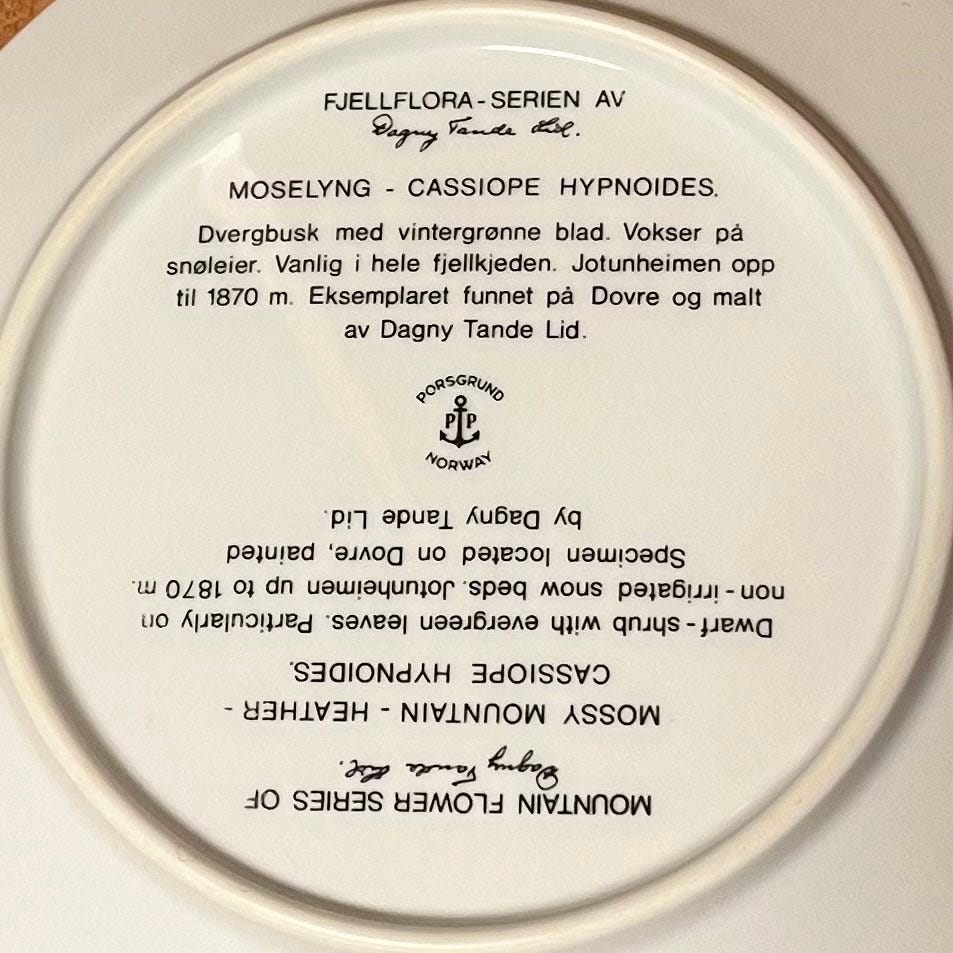 FJELLFLORA-SERIEN AV
Dagny Tande Lid.
MOSELYNG - CASSIOPE HYPNOIDES.
Dvergbusk med vintergrønne blad. Vokser på
snøleier. Vanlig i hele fjellkjeden. Jotunheimen opp
til 1870 m. Eksemplaret funnet på Dovre og malt
av Dagny Tande Lid.
PORSGRUND
PP
NORWAY
MOUNTAIN FLOWER SERIES OF
Dagny Tande Lid.
MOSSY MOUNTAIN - HEATHER -
CASSIOPE HYPNOIDES.
Dwarf-shrub with evergreen leaves. Particularly on
non-irrigated snow beds. Jotunheimen up to 1870 m.
Specimen located on Dovre, painted
by Dagny Tande Lid.